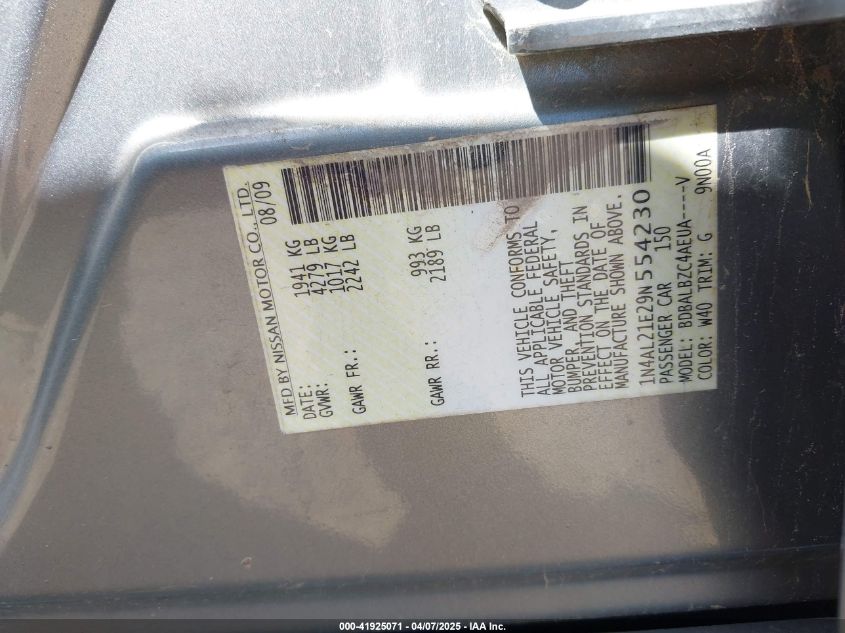 MFD BY NISSAN MOTOR CO., LTD.
DATE: 08/09
GVWR: 1941 KG
4279 LB
GAWR FR.: 1017 KG
2242 LB
GAWR RR.: 993 KG
2189 LB
THIS VEHICLE CONFORMS TO
ALL APPLICABLE FEDERAL
MOTOR VEHICLE SAFETY,
BUMPER, AND THEFT
PREVENTION STANDARDS IN
EFFECT ON THE DATE OF
MANUFACTURE SHOWN ABOVE.
1N4AL21E29N554230
PASSENGER CAR 150
MODEL: BDBALB2C4AEUA----V
COLOR: W40 TRIM: G 9N00A
000-41925071 - 04/07/2025 - IAA Inc.